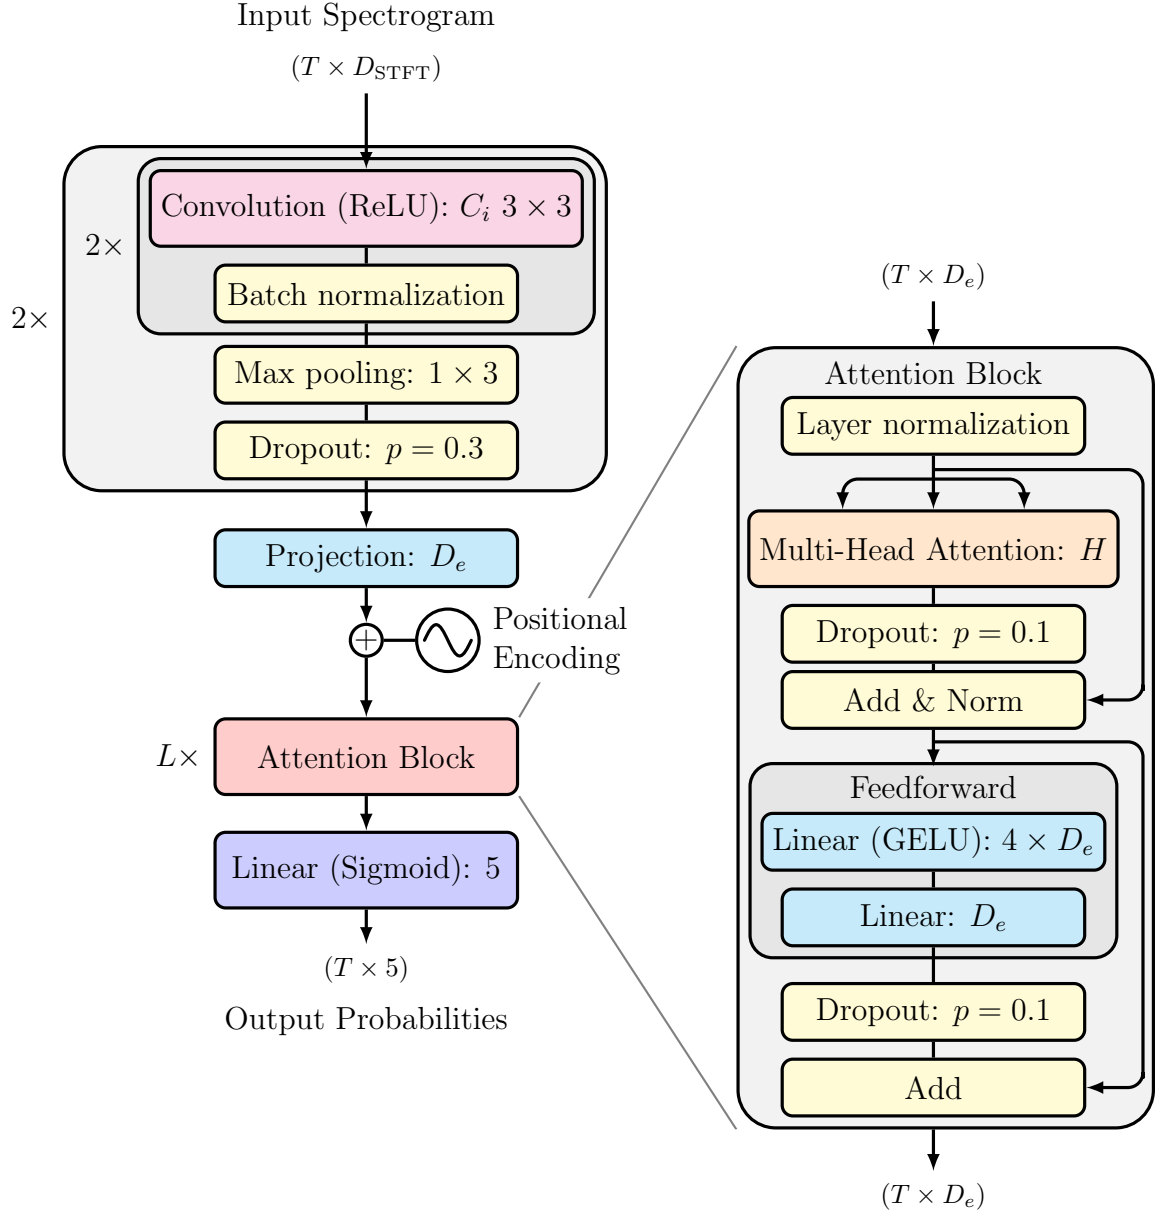 Input Spectrogram
(T × D_STFT)
2×
2×
Convolution (ReLU): C_i 3 × 3
Batch normalization
Max pooling: 1 × 3
Dropout: p = 0.3
Projection: D_e
+
Positional
Encoding
L×
Attention Block
Linear (Sigmoid): 5
(T × 5)
Output Probabilities
(T × D_e)
Attention Block
Layer normalization
Multi-Head Attention: H
Dropout: p = 0.1
Add & Norm
Feedforward
Linear (GELU): 4 × D_e
Linear: D_e
Dropout: p = 0.1
Add
(T × D_e)